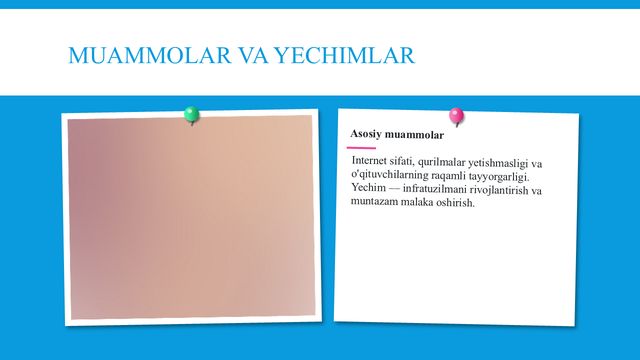 MUAMMOLAR VA YECHIMLAR
Asosiy muammolar
Internet sifati, qurilmalar yetishmasligi va
o'qituvchilarning raqamli tayyorgarligi.
Yechim — infratuzilmani rivojlantirish va
muntazam malaka oshirish.